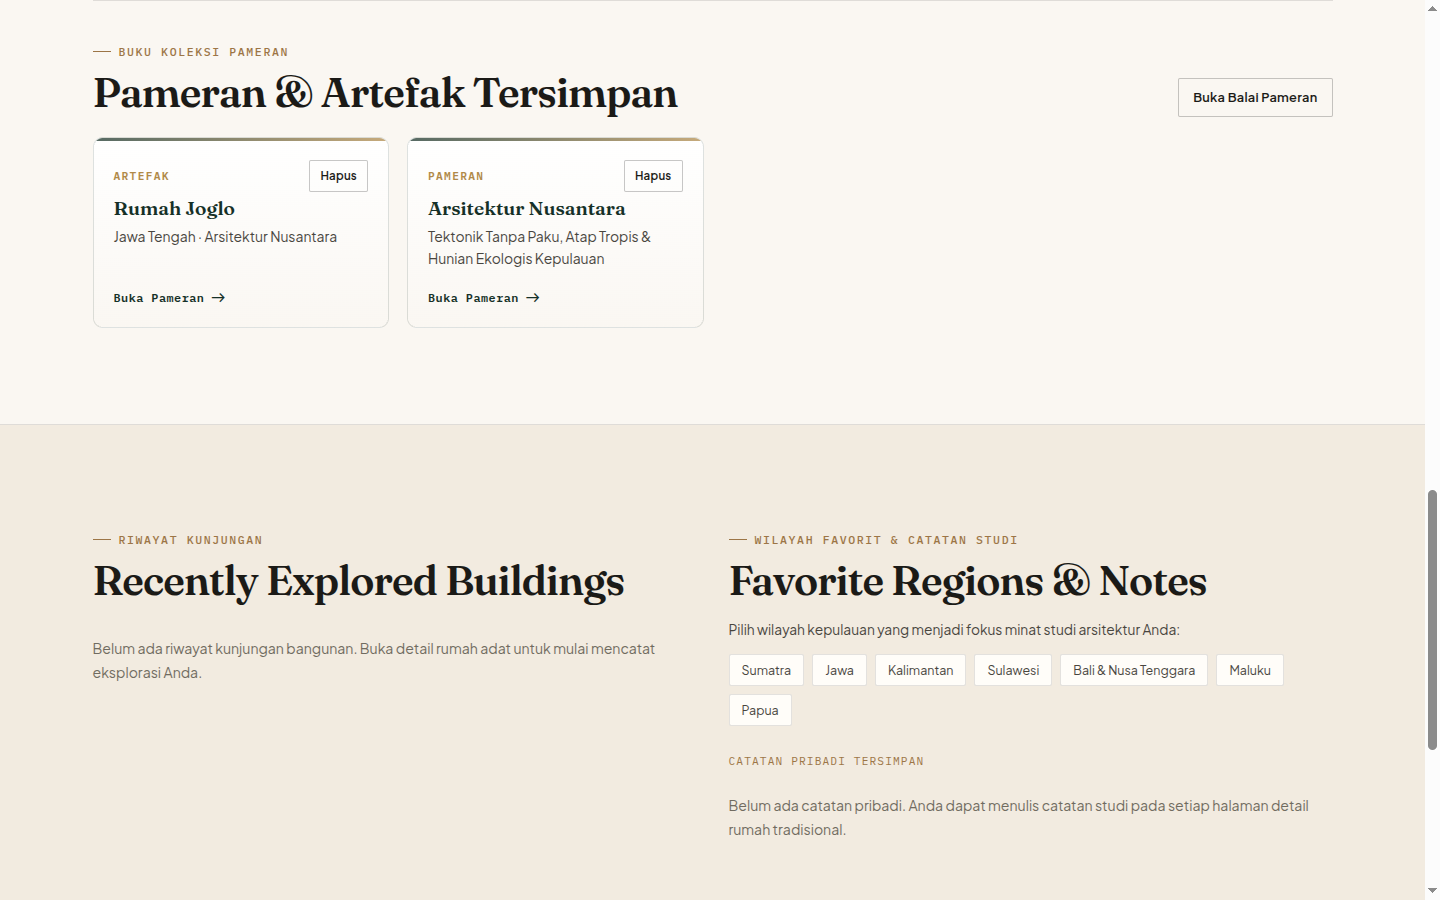 BUKU KOLEKSI PAMERAN
Pameran & Artefak Tersimpan
Buka Balai Pameran
ARTEFAK
Hapus
Rumah Joglo
Jawa Tengah · Arsitektur Nusantara
Buka Pameran →
PAMERAN
Hapus
Arsitektur Nusantara
Tektonik Tanpa Paku, Atap Tropis &
Hunian Ekologis Kepulauan
Buka Pameran →
RIWAYAT KUNJUNGAN
Recently Explored Buildings
Belum ada riwayat kunjungan bangunan. Buka detail rumah adat untuk mulai mencatat
eksplorasi Anda.
WILAYAH FAVORIT & CATATAN STUDI
Favorite Regions & Notes
Pilih wilayah kepulauan yang menjadi fokus minat studi arsitektur Anda:
Sumatra
Jawa
Kalimantan
Sulawesi
Bali & Nusa Tenggara
Maluku
Papua
CATATAN PRIBADI TERSIMPAN
Belum ada catatan pribadi. Anda dapat menulis catatan studi pada setiap halaman detail
rumah tradisional.